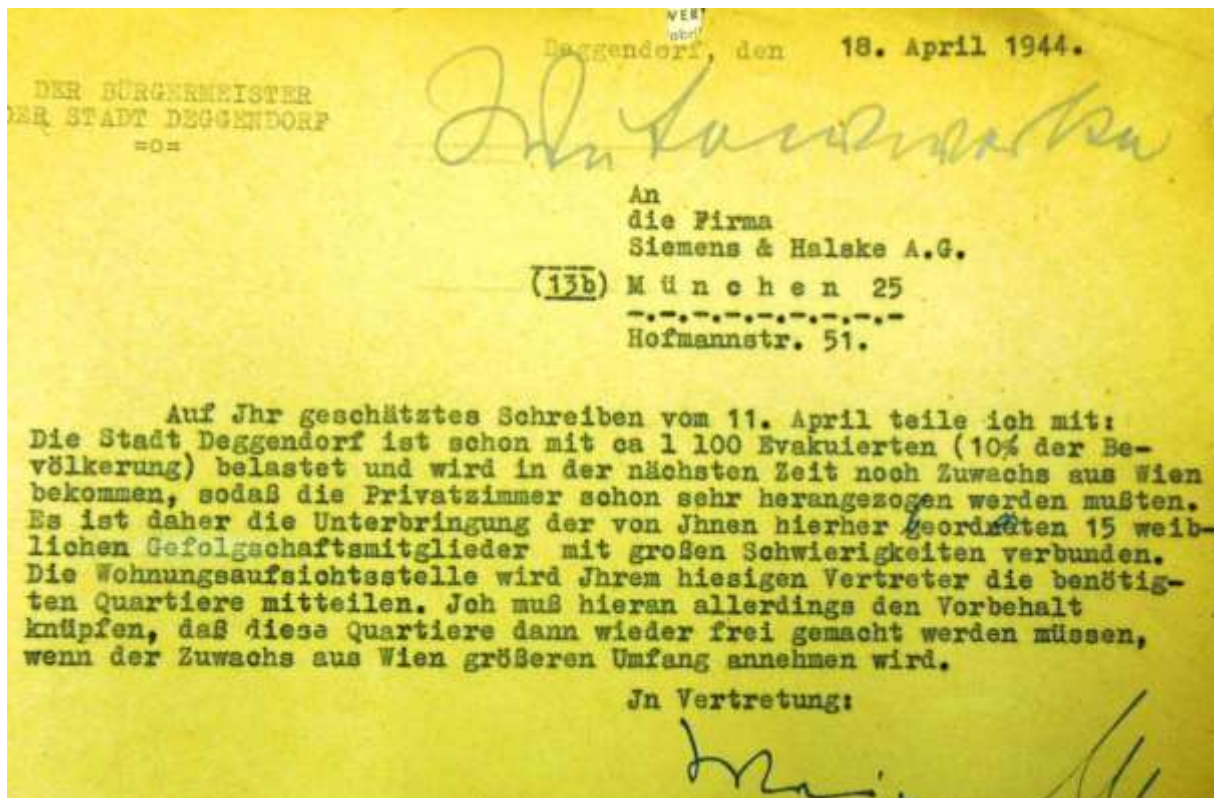 VER
Deggendorf, den 18. April 1944.
DER BÜRGERMEISTER
DER STADT DEGGENDORF
=o=
An
die Firma
Siemens & Halske A.G.
(13b) M ü n c h e n 25
-.-.-.-.-.-.-.-.-
Hofmannstr. 51.
Auf Jhr geschätztes Schreiben vom 11. April teile ich mit:
Die Stadt Deggendorf ist schon mit ca 1 100 Evakuierten (10% der Be-
völkerung) belastet und wird in der nächsten Zeit noch Zuwachs aus Wien
bekommen, sodaß die Privatzimmer schon sehr herangezogen werden mußten.
Es ist daher die Unterbringung der von Jhnen hierher beordneten 15 weib-
lichen Gefolgschaftsmitglieder mit großen Schwierigkeiten verbunden.
Die Wohnungsaufsichtsstelle wird Jhrem hiesigen Vertreter die benötig-
ten Quartiere mitteilen. Jch muß hieran allerdings den Vorbehalt
knüpfen, daß diese Quartiere dann wieder frei gemacht werden müssen,
wenn der Zuwachs aus Wien größeren Umfang annehmen wird.
Jn Vertretung: